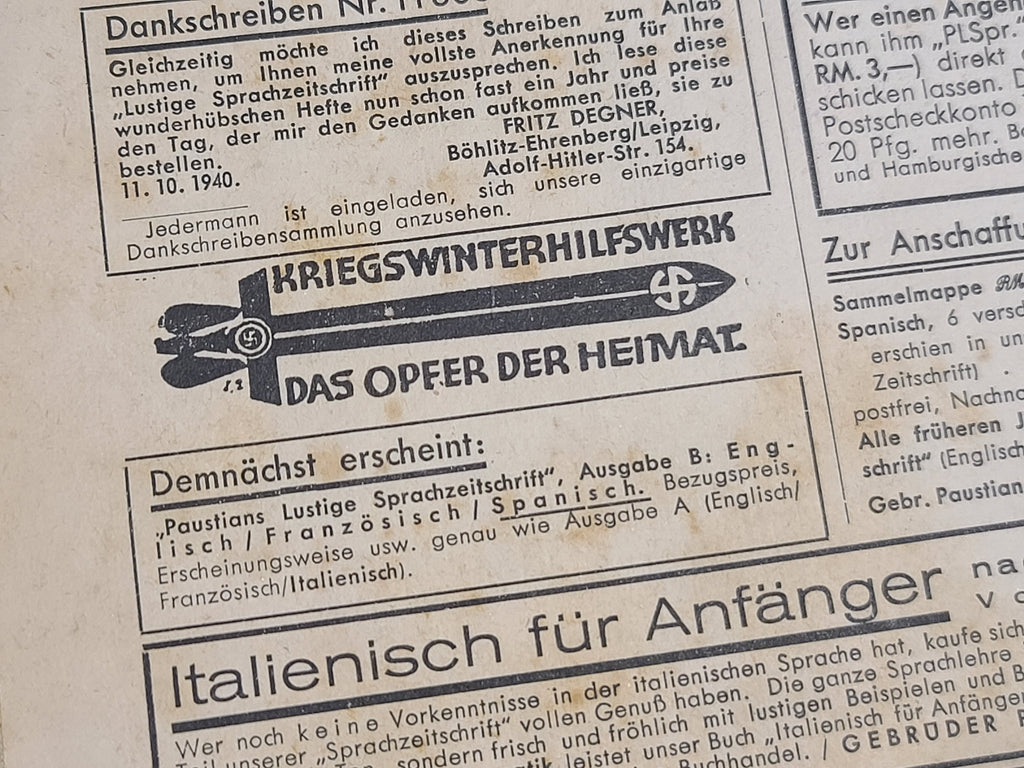 Dankschreiben Nr.
Gleichzeitig möchte ich dieses Schreiben zum Anlaß
nehmen, um Ihnen meine vollste Anerkennung für Ihre
„Lustige Sprachzeitschrift“ auszusprechen. Ich lese diese
wunderhübschen Hefte nun schon fast ein Jahr und preise
den Tag, der mir den Gedanken aufkommen ließ, sie zu
bestellen.
FRITZ DEGNER,
Böhlitz-Ehrenberg/Leipzig,
11. 10. 1940.
Adolf-Hitler-Str. 154.
Jedermann ist eingeladen, sich unsere einzigartige
Dankschreibensammlung anzusehen.
KRIEGSWINTERHILFSWERK
DAS OPFER DER HEIMAT
Demnächst erscheint:
„Paustians Lustige Sprachzeitschrift“, Ausgabe B: Eng-
lisch/Französisch/Spanisch. Bezugspreis,
Erscheinungsweise usw. genau wie Ausgabe A (Englisch/
Französisch/Italienisch).
Wer einen
kann ihm „PLSpr.“
RM. 3,—) direkt
schicken lassen.
Postscheckkonto
20 Pfg. mehr.
und Hamburgische
Zur
Sammelmappe RM
Spanisch, 6
erschien in
Zeitschrift)
postfrei,
Alle früheren
schrift“ (Englisch
Gebr. Paustian
Italienisch für Anfänger
Wer noch keine Vorkenntnisse in der italienischen Sprache hat, kaufe sich
unserer „Sprachzeitschrift“ vollen Genuß haben. Die ganze Sprachlehre
sondern frisch und fröhlich mit lustigen Beispielen und
leistet unser Buch „Italienisch für Anfänger
Buchhandel. / GEBRÜDER